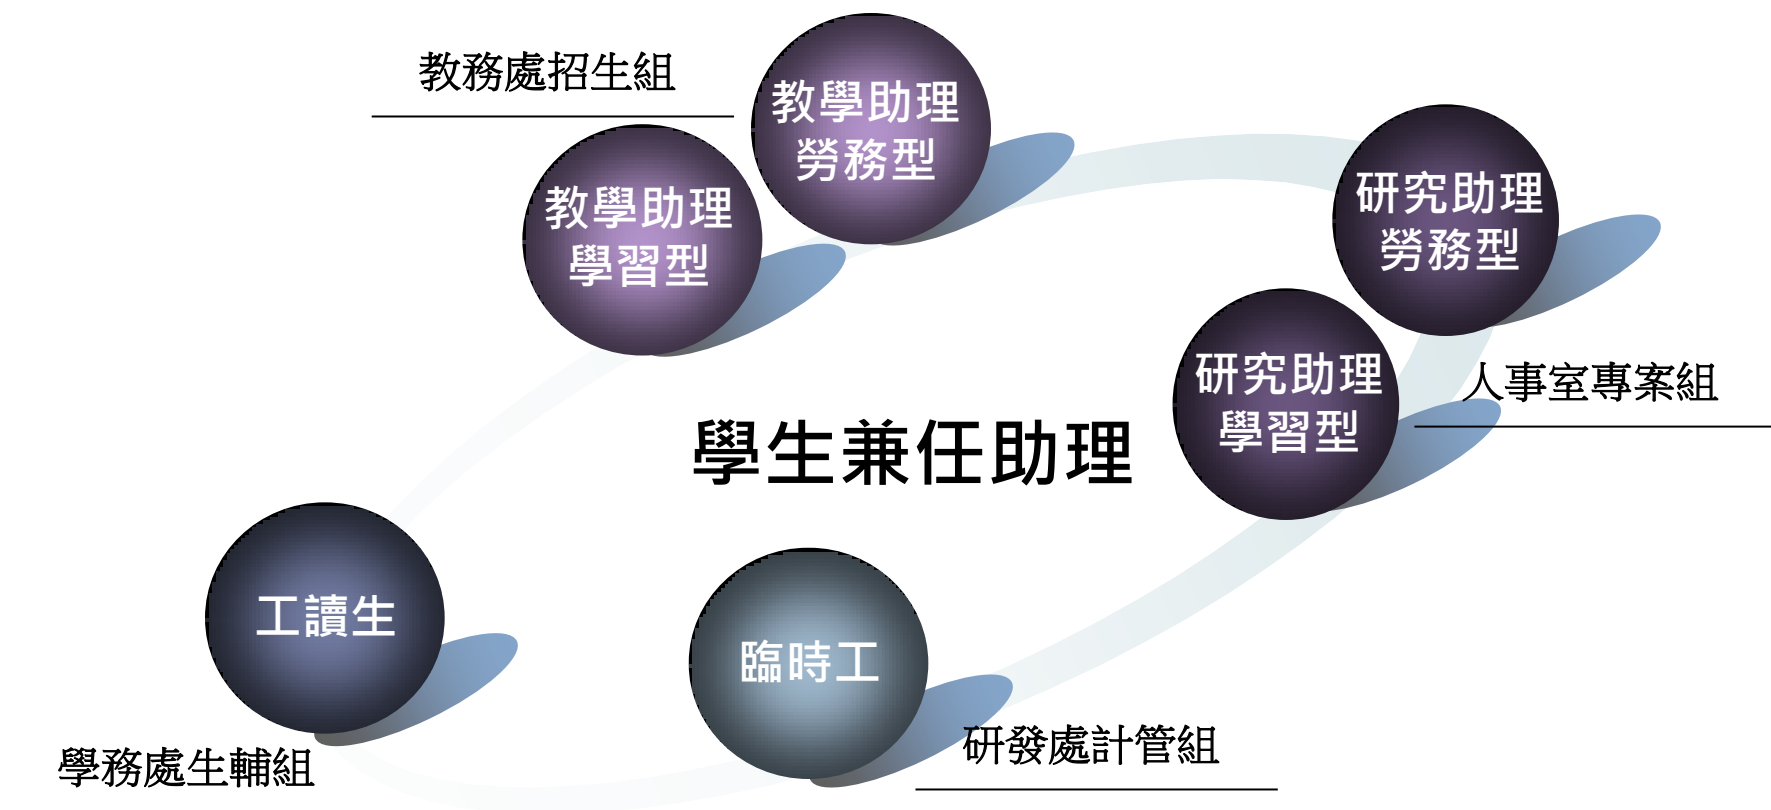 教務處招生組
教學助理
勞務型
教學助理
學習型
研究助理
勞務型
研究助理
學習型
人事室專案組
學生兼任助理
工讀生
臨時工
學務處生輔組
研發處計管組